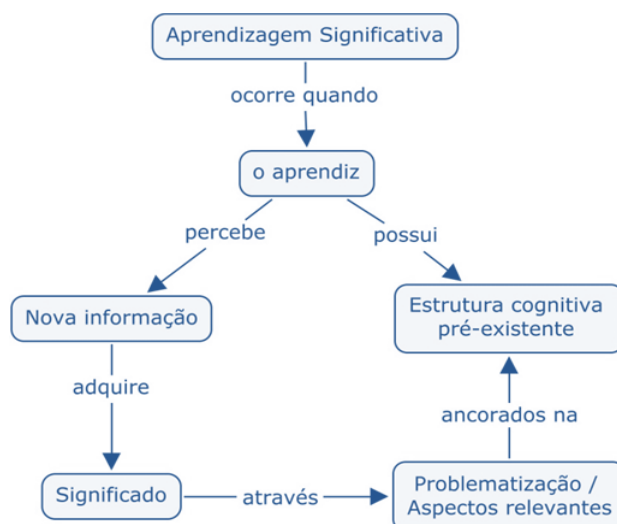 Aprendizagem Significativa
ocorre quando
o aprendiz
percebe
possui
Nova informação
Estrutura cognitiva
pré-existente
adquire
ancorados na
Significado
através
Problematização /
Aspectos relevantes